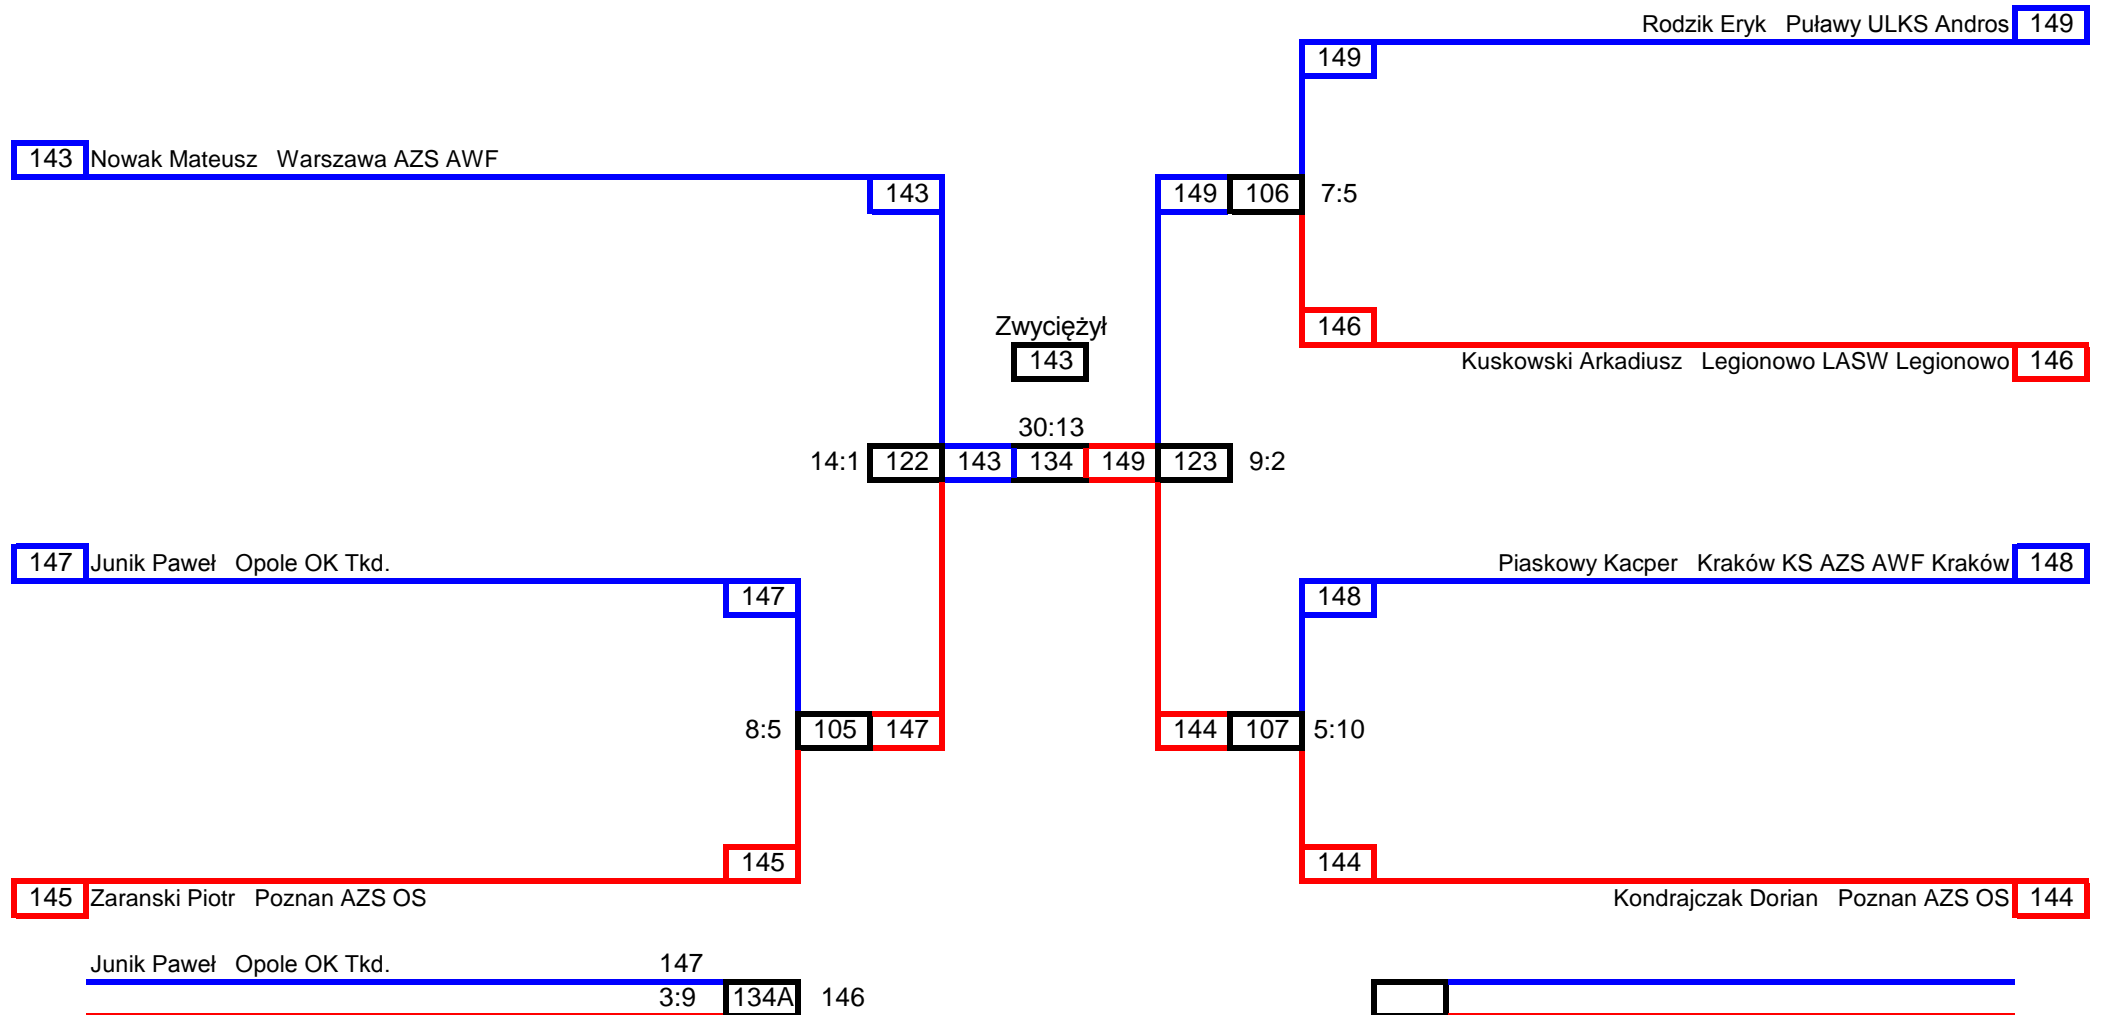 Rodzik Eryk Puławy ULKS Andros 149
149
143 Nowak Mateusz Warszawa AZS AWF
143
149 106 7:5
Zwyciężył
143
146
Kuskowski Arkadiusz Legionowo LASW Legionowo 146
30:13
14:1 122 143 134 149 123 9:2
147 Junik Paweł Opole OK Tkd.
Piaskowy Kacper Kraków KS AZS AWF Kraków 148
147
148
8:5 105 147
144 107 5:10
145
144
145 Zaranski Piotr Poznan AZS OS
Kondrajczak Dorian Poznan AZS OS 144
Junik Paweł Opole OK Tkd. 147
3:9 134A 146